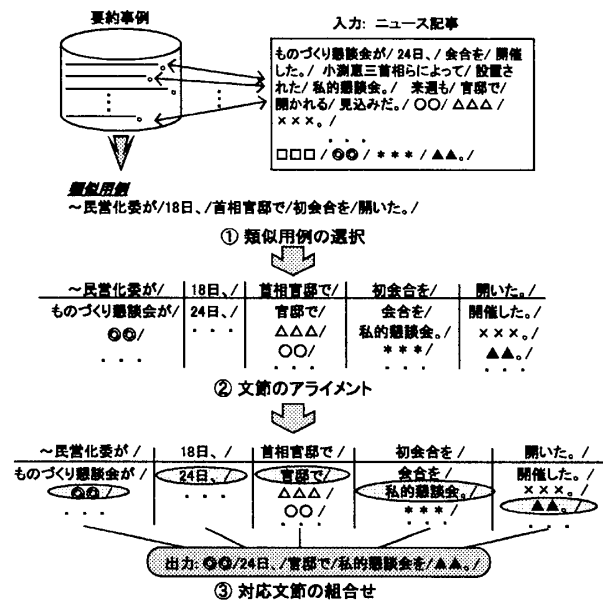 要約事例
入力: ニュース記事
ものづくり懇談会が/ 24日、/ 会合を/ 開催
した。/ 小渕恵三首相らによって/ 設置さ
れた/ 私的懇談会。/ 来週も/ 官邸で/
開かれる/ 見込みだ。/ ○○/ △△△/
×××。/
□□□ / ◎◎ / *** / ▲▲。/
類似用例
~民営化委が/18日、/首相官邸で/初会合を/開いた。/
① 類似用例の選択
~民営化委が/ 18日、/ 首相官邸で/ 初会合を/ 開いた。/
ものづくり懇談会が/ 24日、/ 官邸で/ 会合を/ 開催した。/
◎◎/ ・・・ △△△/ 私的懇談会。/ ×××。/
・・・ ○○/ ***/ ▲▲。/
・・・ ・・・ ・・・
② 文節のアライメント
~民営化委が / 18日、/ 首相官邸で / 初会合を / 開いた。/
ものづくり懇談会が / 24日、/ 官邸で/ 会合を / 開催した。/
◎◎ / ・・・ △△△/ 私的懇談会。 ×××。/
・・・ ○○ / *** / ▲▲。/
・・・ ・・・ ・・・
出力: ◎◎/24日、/官邸で/私的懇談会を/▲▲。/
③ 対応文節の組合せ